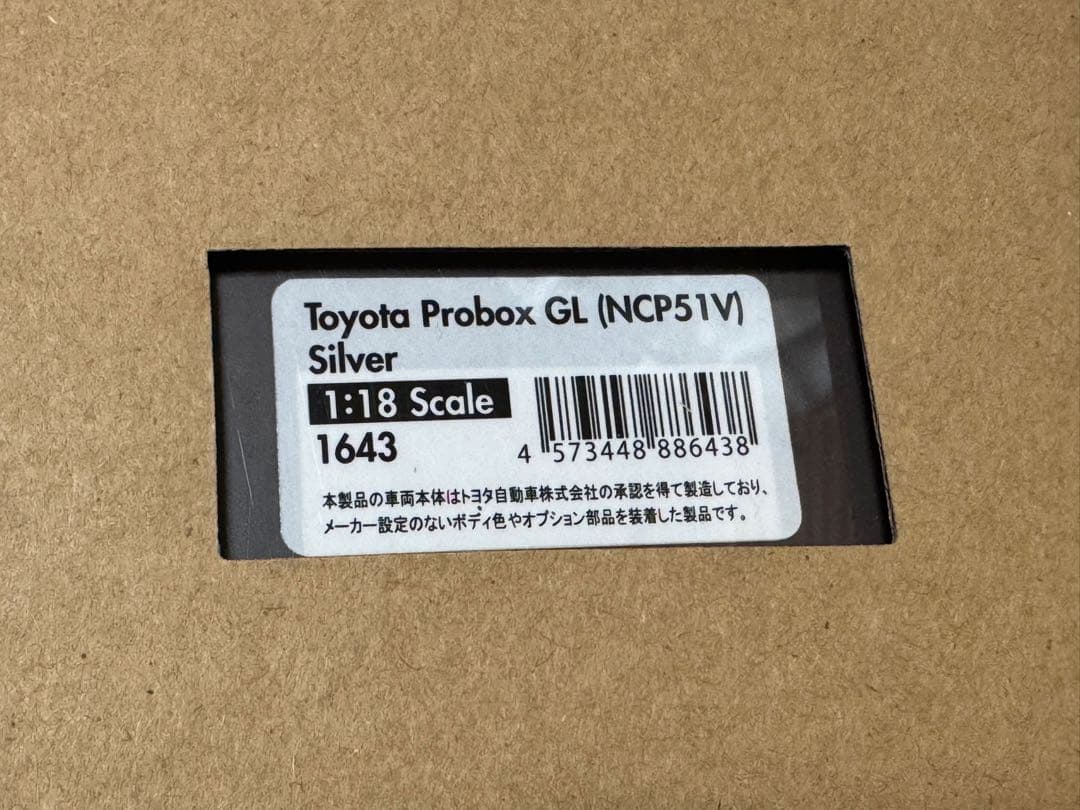 Toyota Probox GL (NCP51V)
Silver
1:18 Scale
1643
4 573448 886438
本製品の車両本体はトヨタ自動車株式会社の承認を得て製造しており、
メーカー設定のないボディ色やオプション部品を装着した製品です。